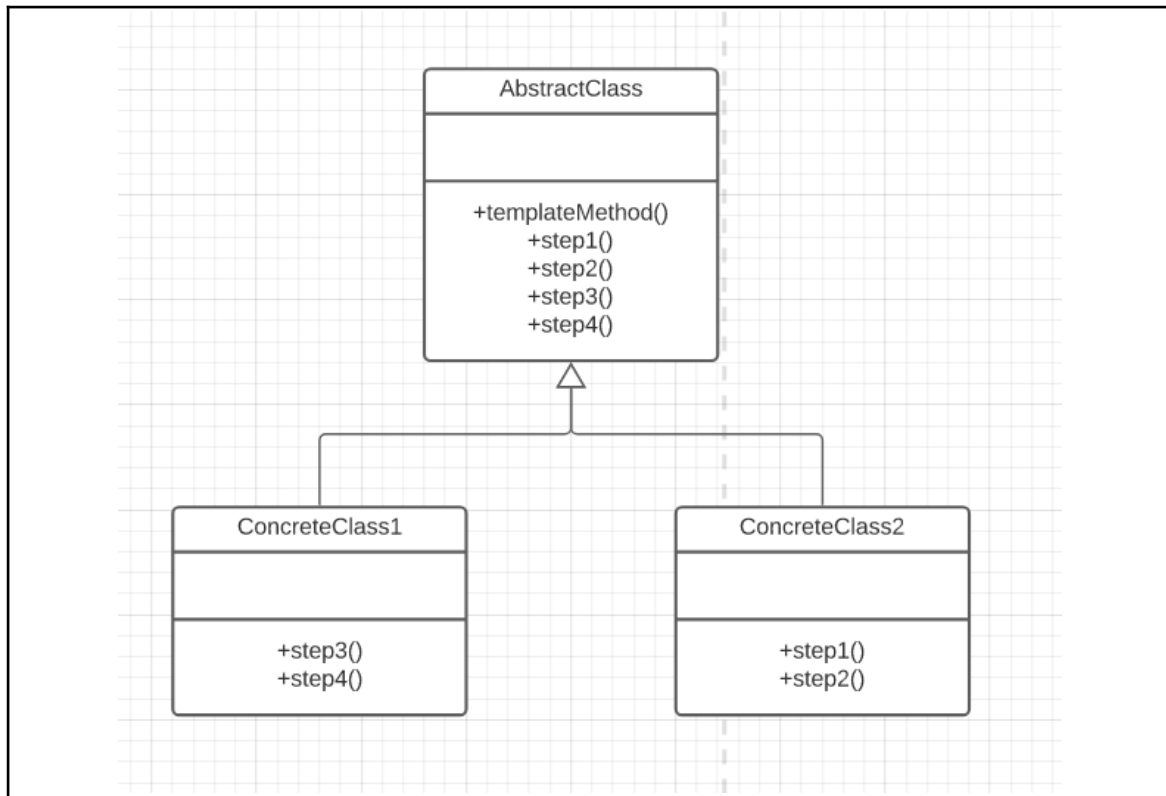 AbstractClass
+templateMethod()
+step1()
+step2()
+step3()
+step4()
ConcreteClass1
+step3()
+step4()
ConcreteClass2
+step1()
+step2()